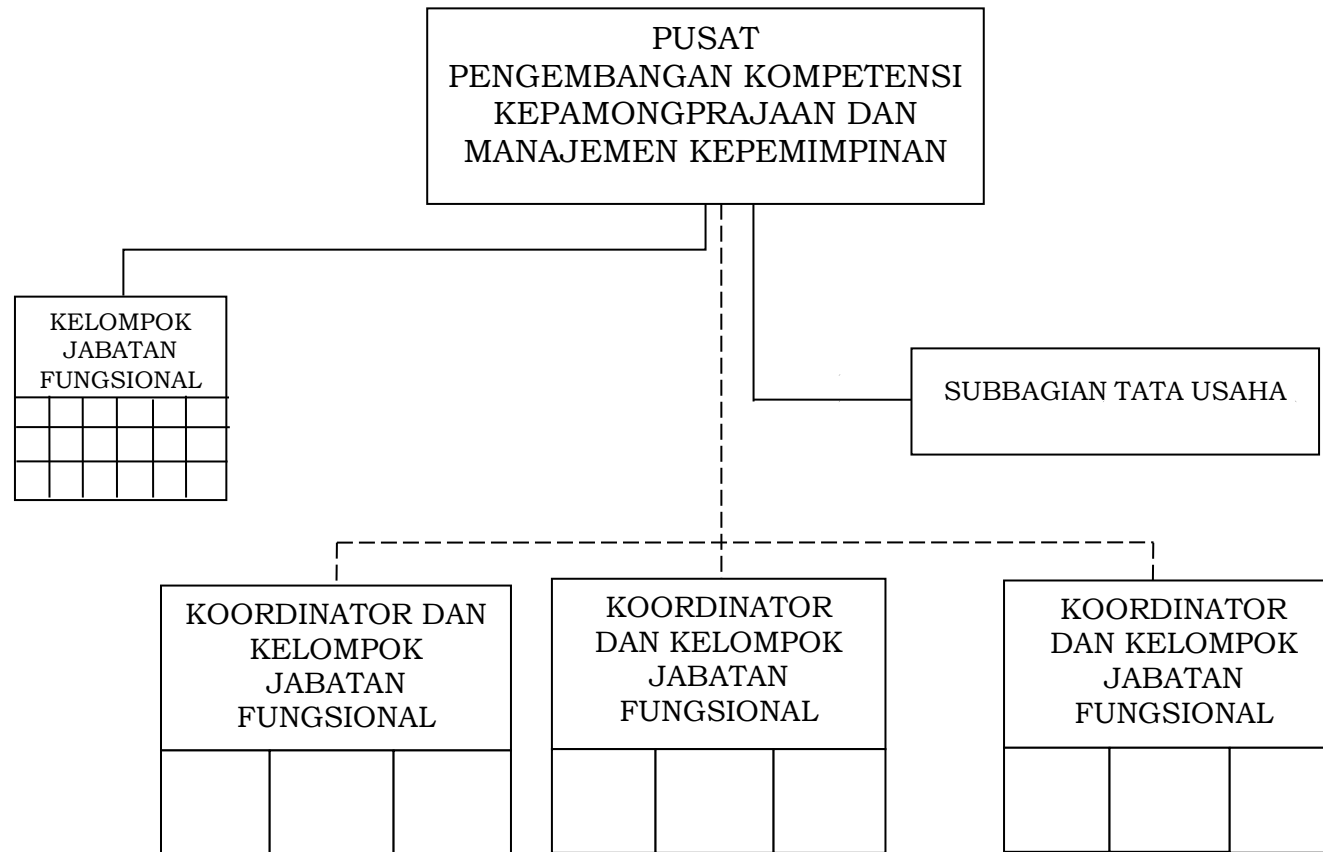 PUSAT
PENGEMBANGAN KOMPETENSI
KEPAMONGPRAJAAN DAN
MANAJEMEN KEPEMIMPINAN
KELOMPOK
JABATAN
FUNGSIONAL
SUBBAGIAN TATA USAHA
KOORDINATOR DAN
KELOMPOK
JABATAN
FUNGSIONAL
KOORDINATOR
DAN KELOMPOK
JABATAN
FUNGSIONAL
KOORDINATOR
DAN KELOMPOK
JABATAN
FUNGSIONAL